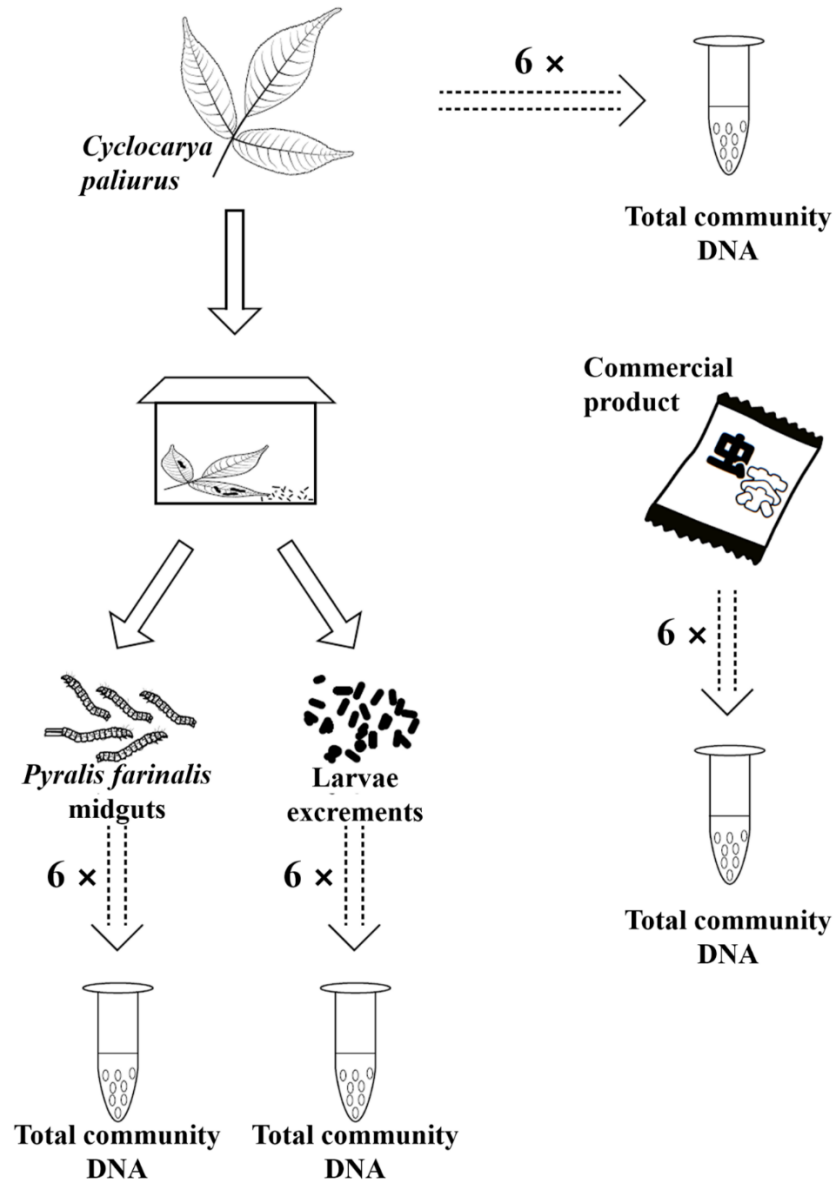 6 ×
Cyclocarya
paliurus
Total community
DNA
Commercial
product
虫
茶
6 ×
Pyralis farinalis
midguts
Larvae
excrements
6 ×
6 ×
Total community
DNA
Total community
DNA
Total community
DNA